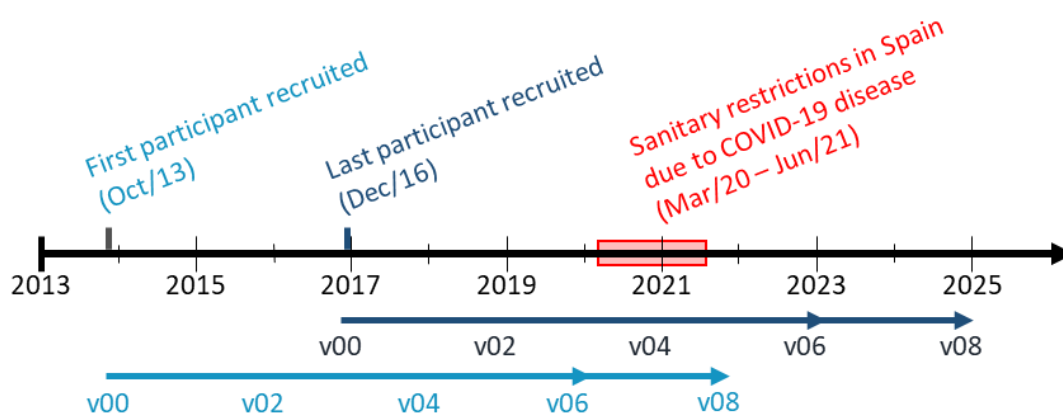 First participant recruited
(Oct/13)
Last participant recruited
(Dec/16)
Sanitary restrictions in Spain
due to COVID-19 disease
(Mar/20 – Jun/21)
2013 2015 2017 2019 2021 2023 2025
v00 v02 v04 v06 v08
v00 v02 v04 v06 v08